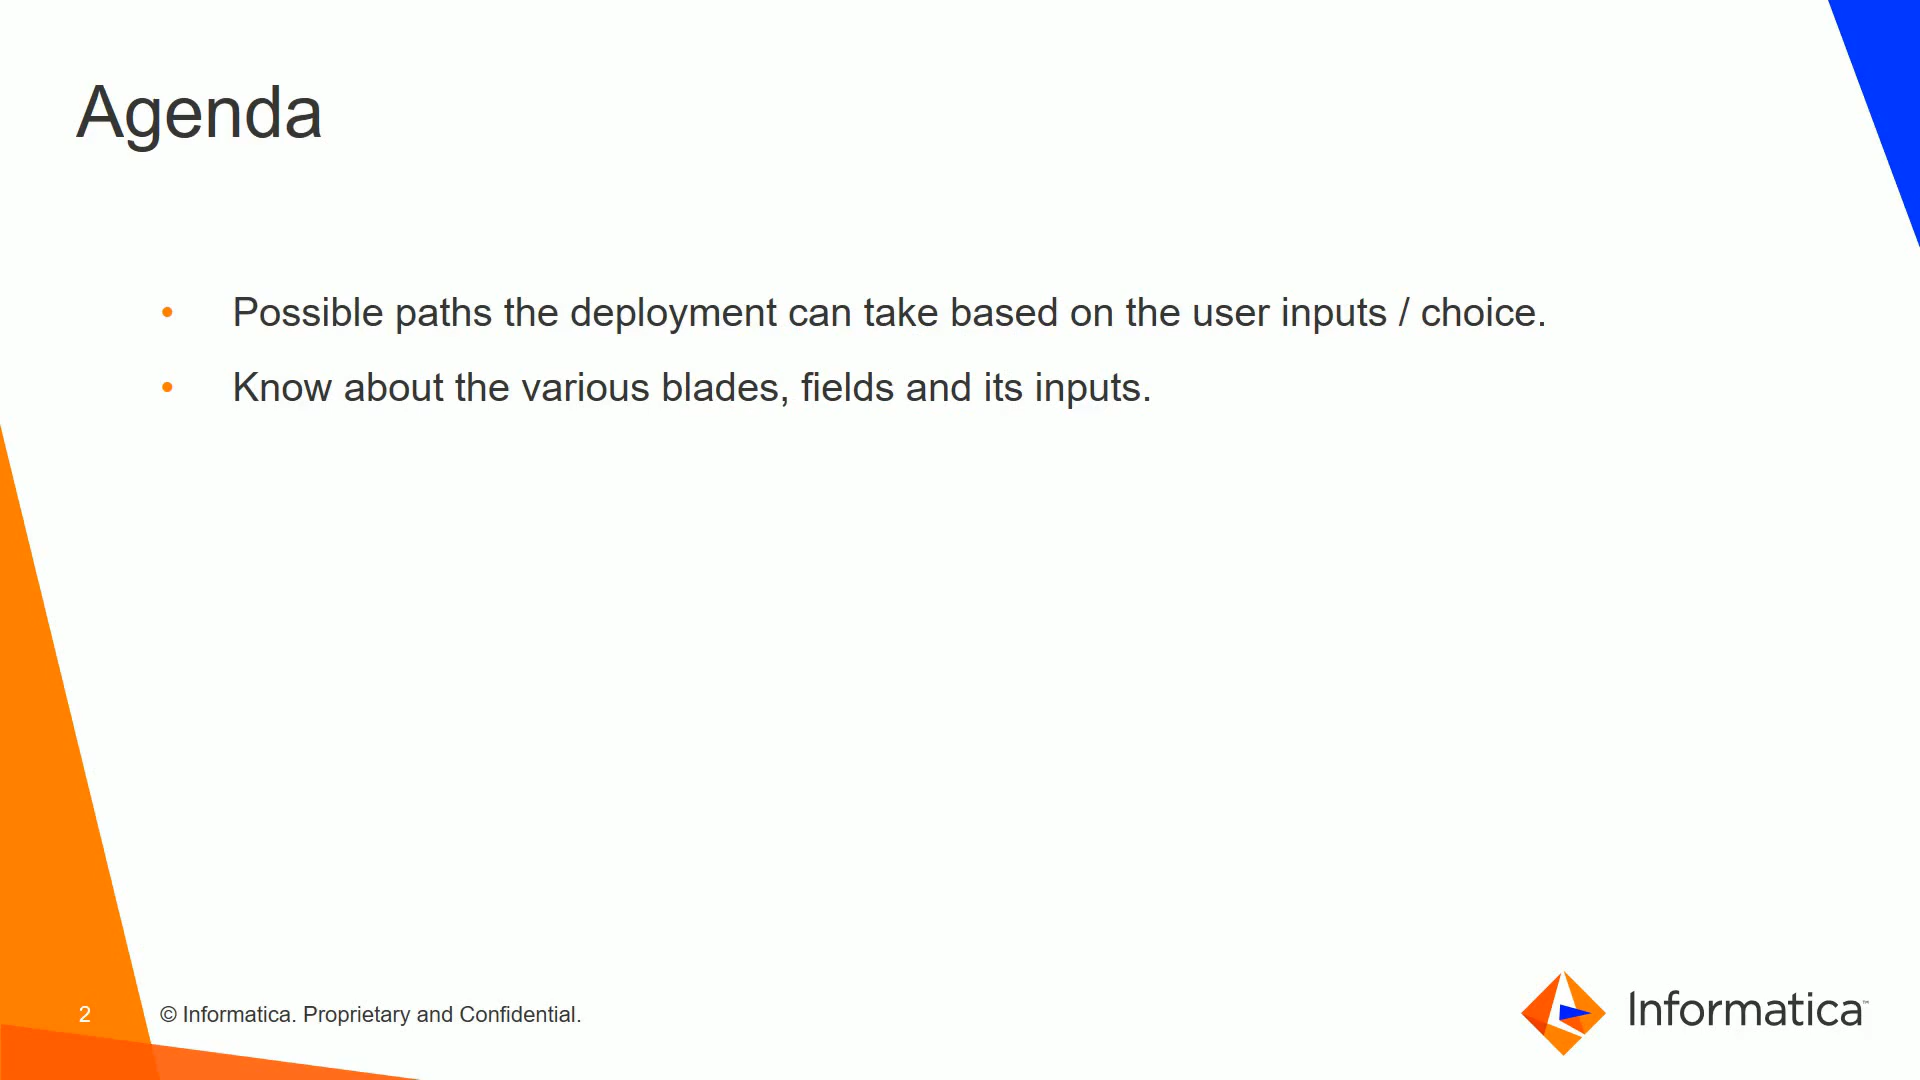 Agenda
• Possible paths the deployment can take based on the user inputs / choice.
• Know about the various blades, fields and its inputs.
2
© Informatica. Proprietary and Confidential.
Informatica™